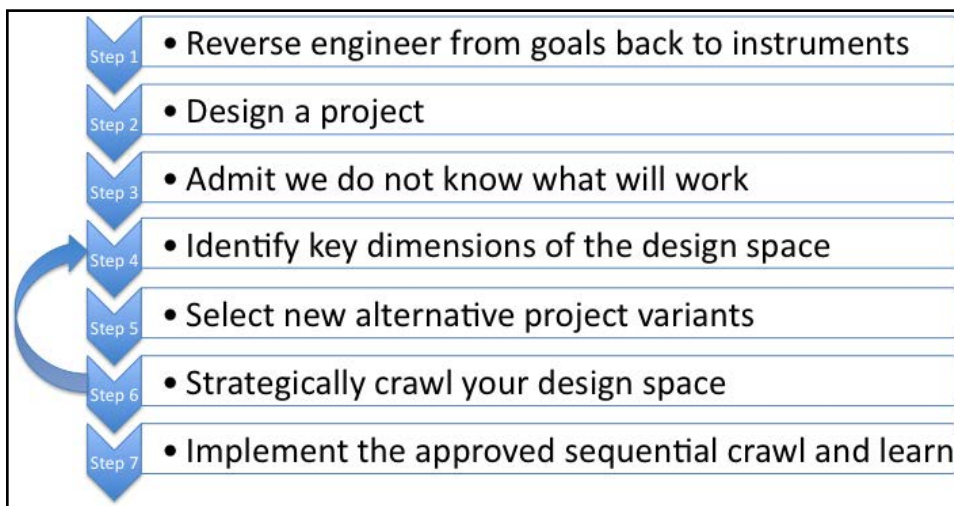 Step 1 • Reverse engineer from goals back to instruments
Step 2 • Design a project
Step 3 • Admit we do not know what will work
Step 4 • Identify key dimensions of the design space
Step 5 • Select new alternative project variants
Step 6 • Strategically crawl your design space
Step 7 • Implement the approved sequential crawl and learn